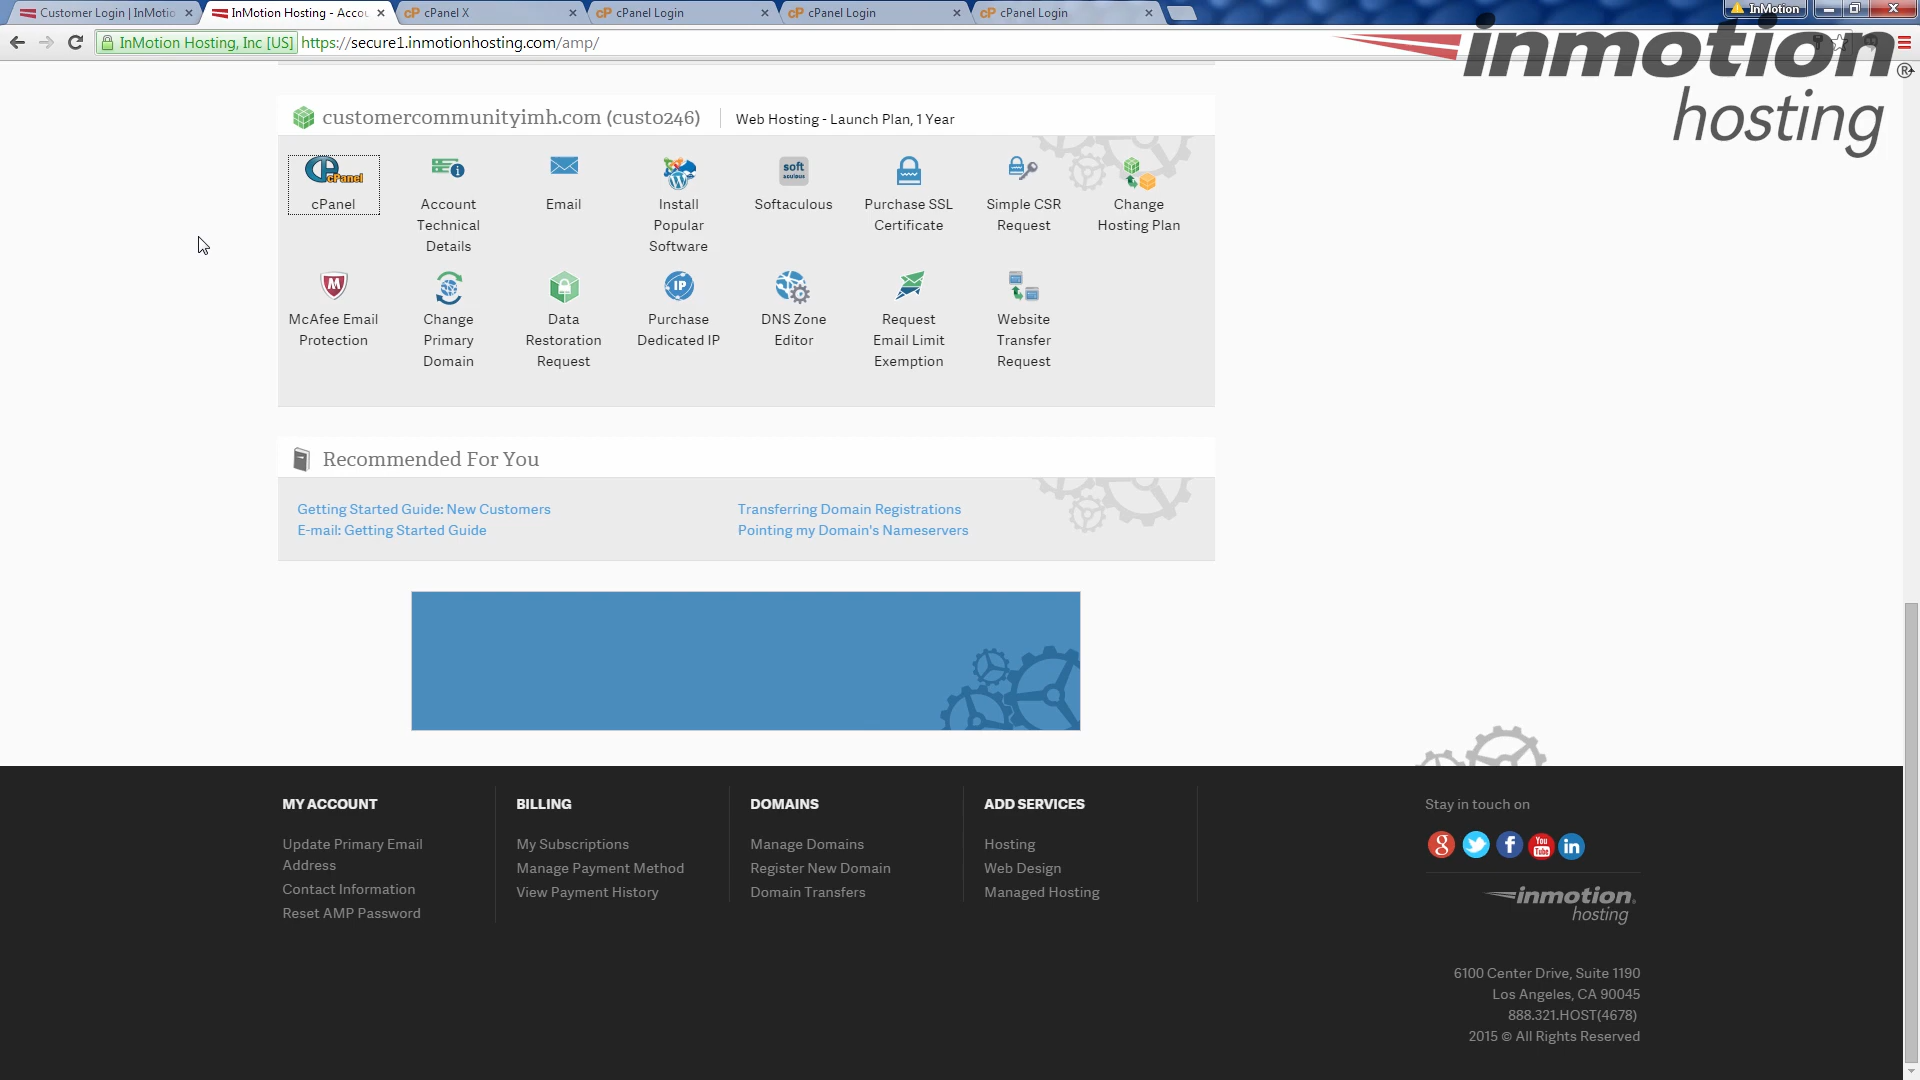 Customer Login | InMotio
InMotion Hosting - Accou
cPanel X
cPanel Login
cPanel Login
cPanel Login
InMotion
InMotion Hosting, Inc [US]
https://secure1.inmotionhosting.com/amp/
inmotion
hosting
customercommunityimh.com (custo246)
Web Hosting - Launch Plan, 1 Year
cPanel
cPanel
Account
Technical
Details
Email
Install
Popular
Software
soft
aculous
Softaculous
Purchase SSL
Certificate
Simple CSR
Request
Change
Hosting Plan
McAfee Email
Protection
Change
Primary
Domain
Data
Restoration
Request
IP
Purchase
Dedicated IP
DNS Zone
Editor
Request
Email Limit
Exemption
Website
Transfer
Request
Recommended For You
Getting Started Guide: New Customers
Transferring Domain Registrations
E-mail: Getting Started Guide
Pointing my Domain's Nameservers
MY ACCOUNT
Update Primary Email
Address
Contact Information
Reset AMP Password
BILLING
My Subscriptions
Manage Payment Method
View Payment History
DOMAINS
Manage Domains
Register New Domain
Domain Transfers
ADD SERVICES
Hosting
Web Design
Managed Hosting
Stay in touch on
You
Tube
inmotion
hosting
6100 Center Drive, Suite 1190
Los Angeles, CA 90045
888.321.HOST(4678)
2015 © All Rights Reserved